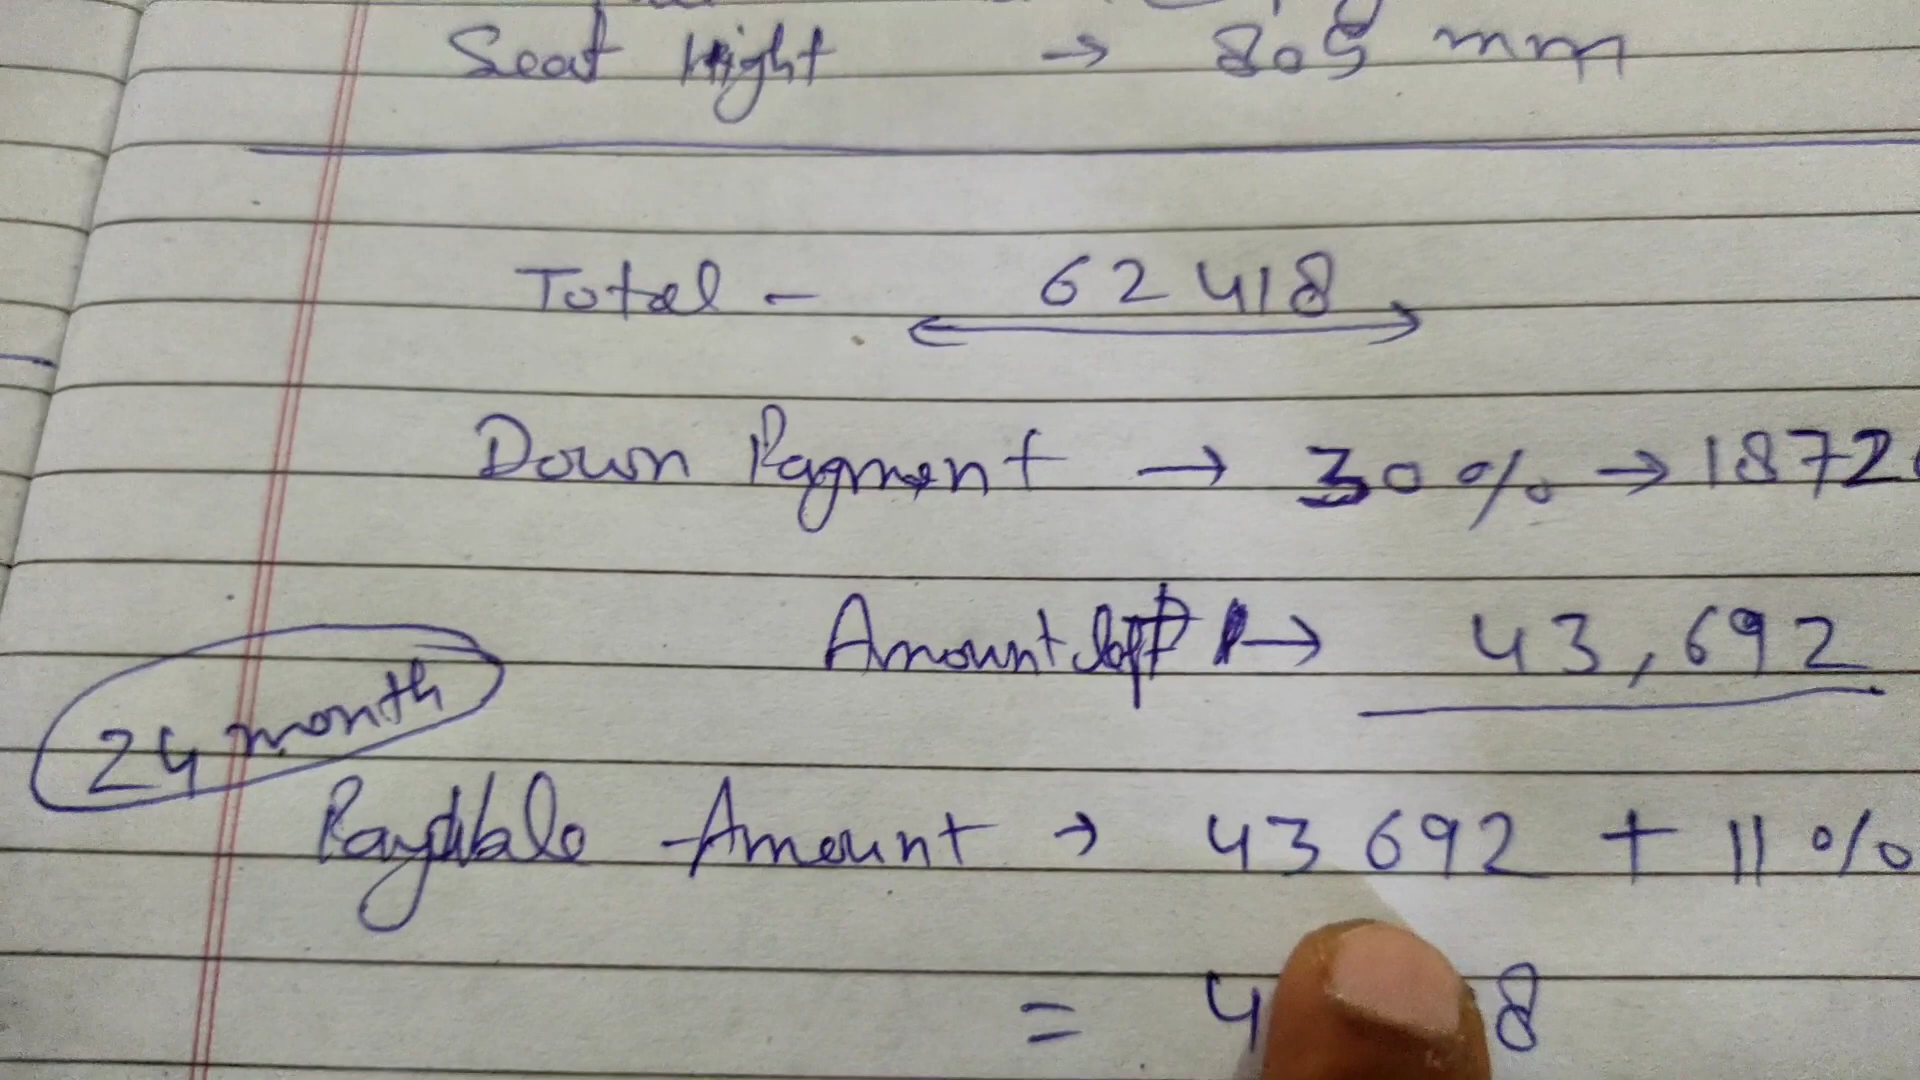 Seat Hight → 805 mm
Total - 62418
Down Payment → 30% → 1872
Amount left → 43,692
24 month
Payable Amount → 43692 + 11%
= 4 8